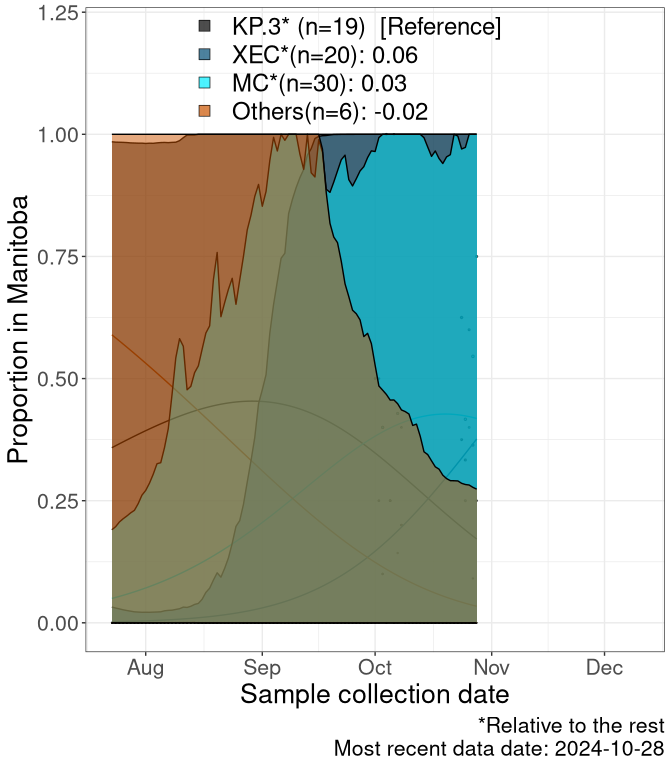 KP.3* (n=19)  [Reference]
XEC*(n=20): 0.06
MC*(n=30): 0.03
Others(n=6): -0.02
1.25
1.00
0.75
0.50
0.25
0.00
Proportion in Manitoba
Aug Sep Oct Nov Dec
Sample collection date
*Relative to the rest
Most recent data date: 2024-10-28